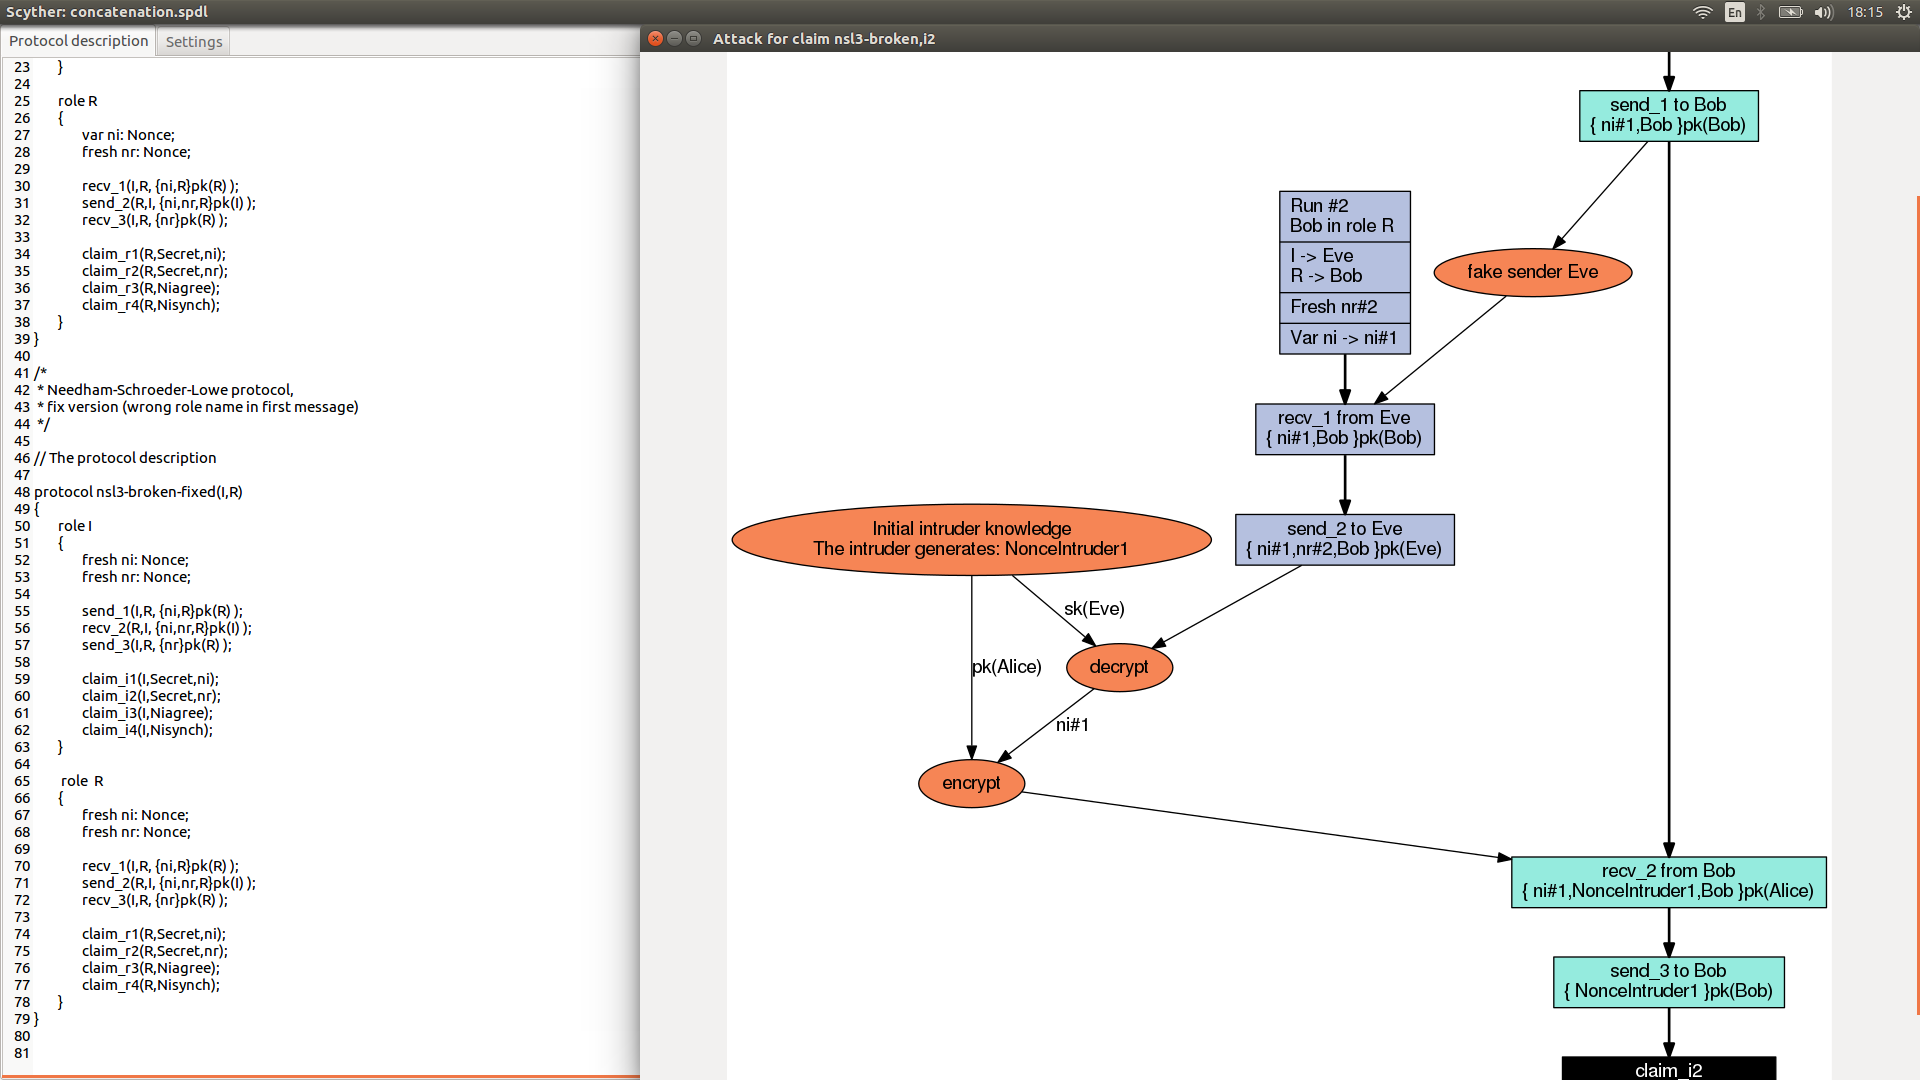 Scyther: concatenation.spdl
En
18:15
Protocol description
Settings
23 }
24
25 role R
26 {
27 var ni: Nonce;
28 fresh nr: Nonce;
29
30 recv_1(I,R, {ni,R}pk(R) );
31 send_2(R,I, {ni,nr,R}pk(I) );
32 recv_3(I,R, {nr}pk(R) );
33
34 claim_r1(R,Secret,ni);
35 claim_r2(R,Secret,nr);
36 claim_r3(R,Niagree);
37 claim_r4(R,Nisynch);
38 }
39 }
40
41 /*
42 * Needham-Schroeder-Lowe protocol,
43 * fix version (wrong role name in first message)
44 */
45
46 // The protocol description
47
48 protocol nsl3-broken-fixed(I,R)
49 {
50 role I
51 {
52 fresh ni: Nonce;
53 fresh nr: Nonce;
54
55 send_1(I,R, {ni,R}pk(R) );
56 recv_2(R,I, {ni,nr,R}pk(I) );
57 send_3(I,R, {nr}pk(R) );
58
59 claim_i1(I,Secret,ni);
60 claim_i2(I,Secret,nr);
61 claim_i3(I,Niagree);
62 claim_i4(I,Nisynch);
63 }
64
65 role R
66 {
67 fresh ni: Nonce;
68 fresh nr: Nonce;
69
70 recv_1(I,R, {ni,R}pk(R) );
71 send_2(R,I, {ni,nr,R}pk(I) );
72 recv_3(I,R, {nr}pk(R) );
73
74 claim_r1(R,Secret,ni);
75 claim_r2(R,Secret,nr);
76 claim_r3(R,Niagree);
77 claim_r4(R,Nisynch);
78 }
79 }
80
81
Attack for claim nsl3-broken,i2
send_1 to Bob
{ ni#1,Bob }pk(Bob)
Run #2
Bob in role R
I -> Eve
R -> Bob
Fresh nr#2
Var ni -> ni#1
fake sender Eve
recv_1 from Eve
{ ni#1,Bob }pk(Bob)
Initial intruder knowledge
The intruder generates: NonceIntruder1
send_2 to Eve
{ ni#1,nr#2,Bob }pk(Eve)
sk(Eve)
pk(Alice)
decrypt
ni#1
encrypt
recv_2 from Bob
{ ni#1,NonceIntruder1,Bob }pk(Alice)
send_3 to Bob
{ NonceIntruder1 }pk(Bob)
claim_i2